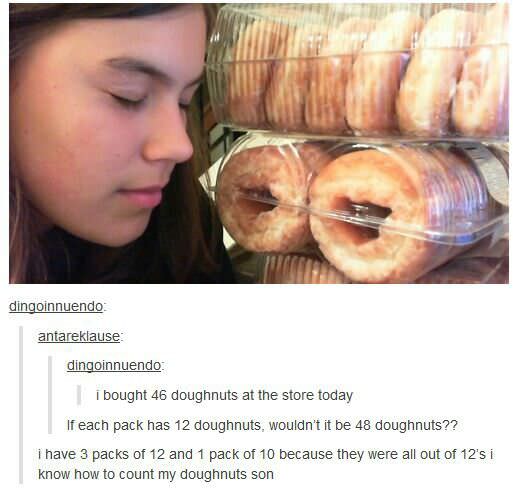 dingoinnuendo:
antareklause:
dingoinnuendo:
i bought 46 doughnuts at the store today
If each pack has 12 doughnuts, wouldn't it be 48 doughnuts??
i have 3 packs of 12 and 1 pack of 10 because they were all out of 12's i
know how to count my doughnuts son